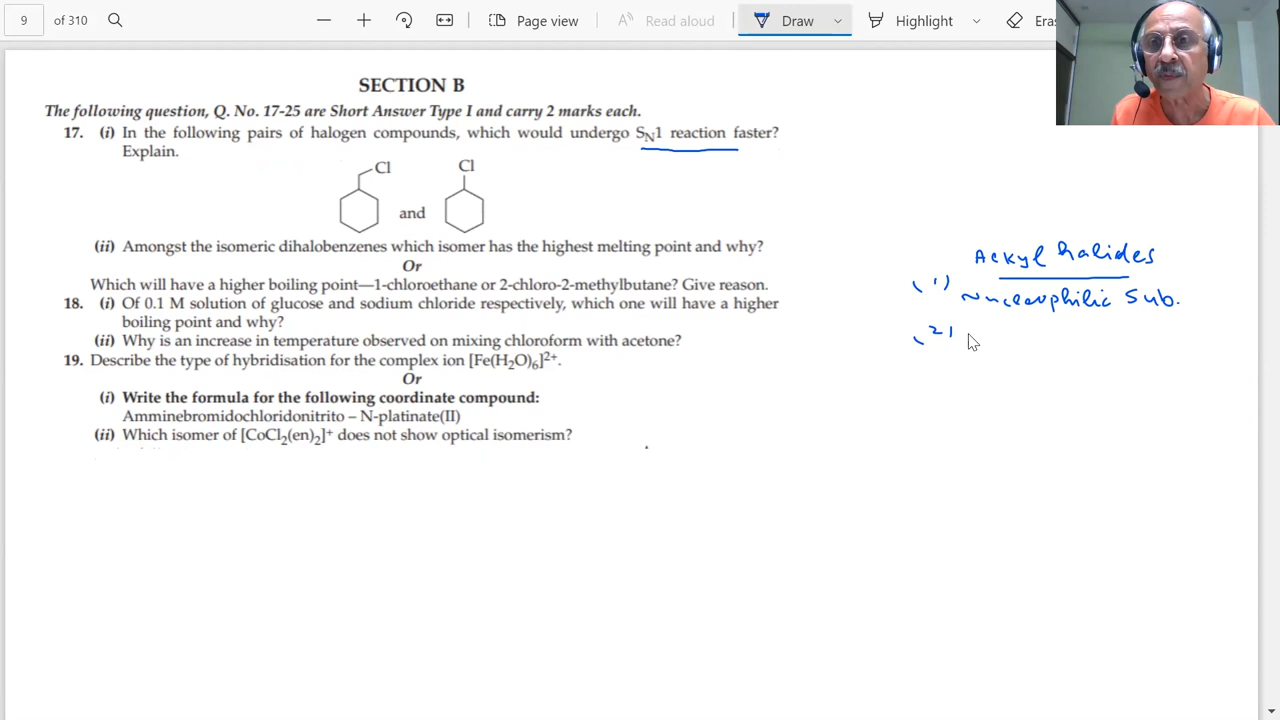 9 of 310 Page view Read aloud Draw Highlight Eras
SECTION B
The following question, Q. No. 17-25 are Short Answer Type I and carry 2 marks each.
17. (i) In the following pairs of halogen compounds, which would undergo SN1 reaction faster?
Explain.
Cl Cl
and
(ii) Amongst the isomeric dihalobenzenes which isomer has the highest melting point and why?
Or
Which will have a higher boiling point—1-chloroethane or 2-chloro-2-methylbutane? Give reason.
18. (i) Of 0.1 M solution of glucose and sodium chloride respectively, which one will have a higher
boiling point and why?
(ii) Why is an increase in temperature observed on mixing chloroform with acetone?
19. Describe the type of hybridisation for the complex ion [Fe(H₂O)₆]²⁺.
Or
(i) Write the formula for the following coordinate compound:
Amminebromidochloridonitrito – N-platinate(II)
(ii) Which isomer of [CoCl₂(en)₂]⁺ does not show optical isomerism?
Alkyl halides
(1) Nucleophilic Sub.
(2)